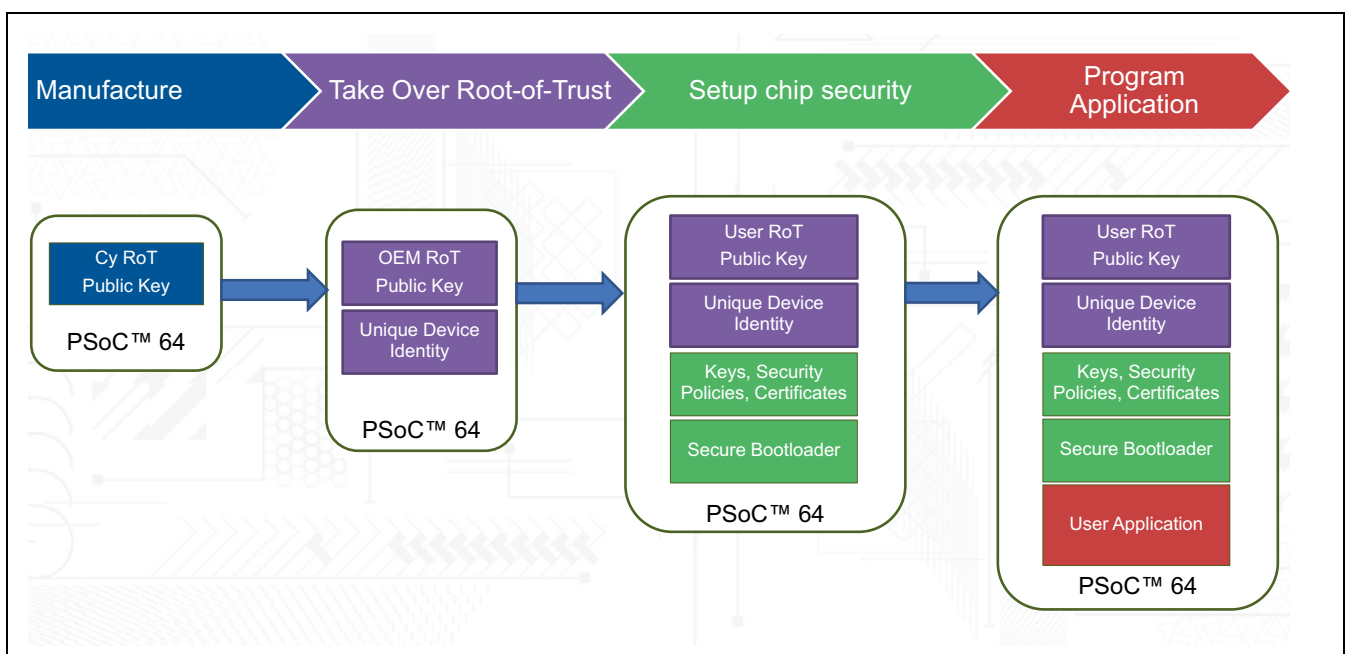 Manufacture
Take Over Root-of-Trust
Setup chip security
Program
Application
Cy RoT
Public Key
PSoC™ 64
OEM RoT
Public Key
Unique Device
Identity
PSoC™ 64
User RoT
Public Key
Unique Device
Identity
Keys, Security
Policies, Certificates
Secure Bootloader
PSoC™ 64
User RoT
Public Key
Unique Device
Identity
Keys, Security
Policies, Certificates
Secure Bootloader
User Application
PSoC™ 64